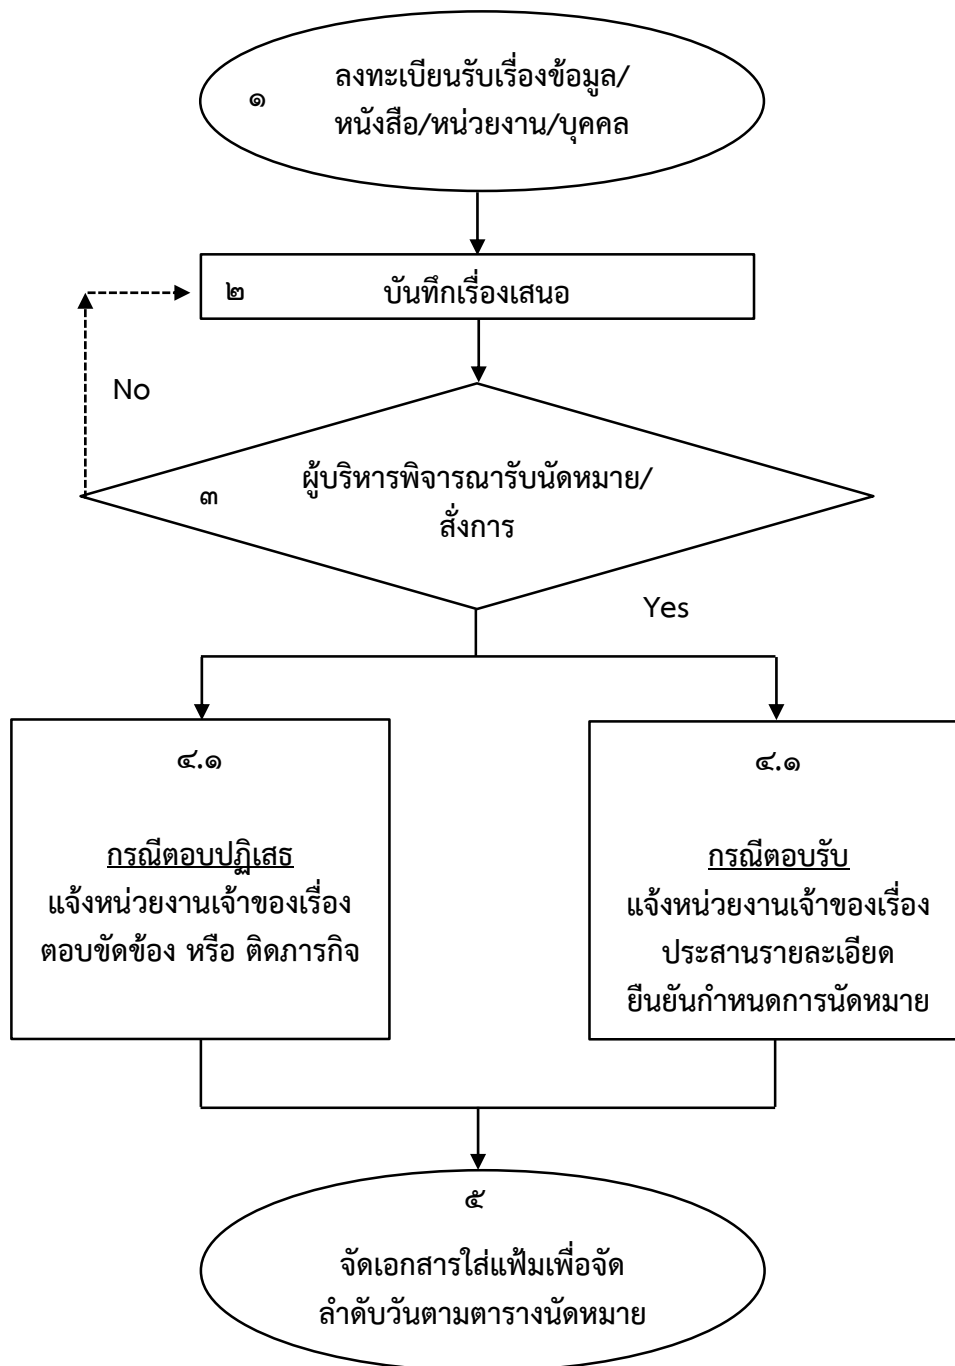 ๑
ลงทะเบียนรับเรื่องข้อมูล/
หนังสือ/หน่วยงาน/บุคคล
๒
บันทึกเรื่องเสนอ
No
๓
ผู้บริหารพิจารณารับนัดหมาย/
สั่งการ
Yes
๔.๑
กรณีตอบปฏิเสธ
แจ้งหน่วยงานเจ้าของเรื่อง
ตอบขัดข้อง หรือ ติดภารกิจ
๔.๑
กรณีตอบรับ
แจ้งหน่วยงานเจ้าของเรื่อง
ประสานรายละเอียด
ยืนยันกำหนดการนัดหมาย
๕
จัดเอกสารใส่แฟ้มเพื่อจัด
ลำดับวันตามตารางนัดหมาย